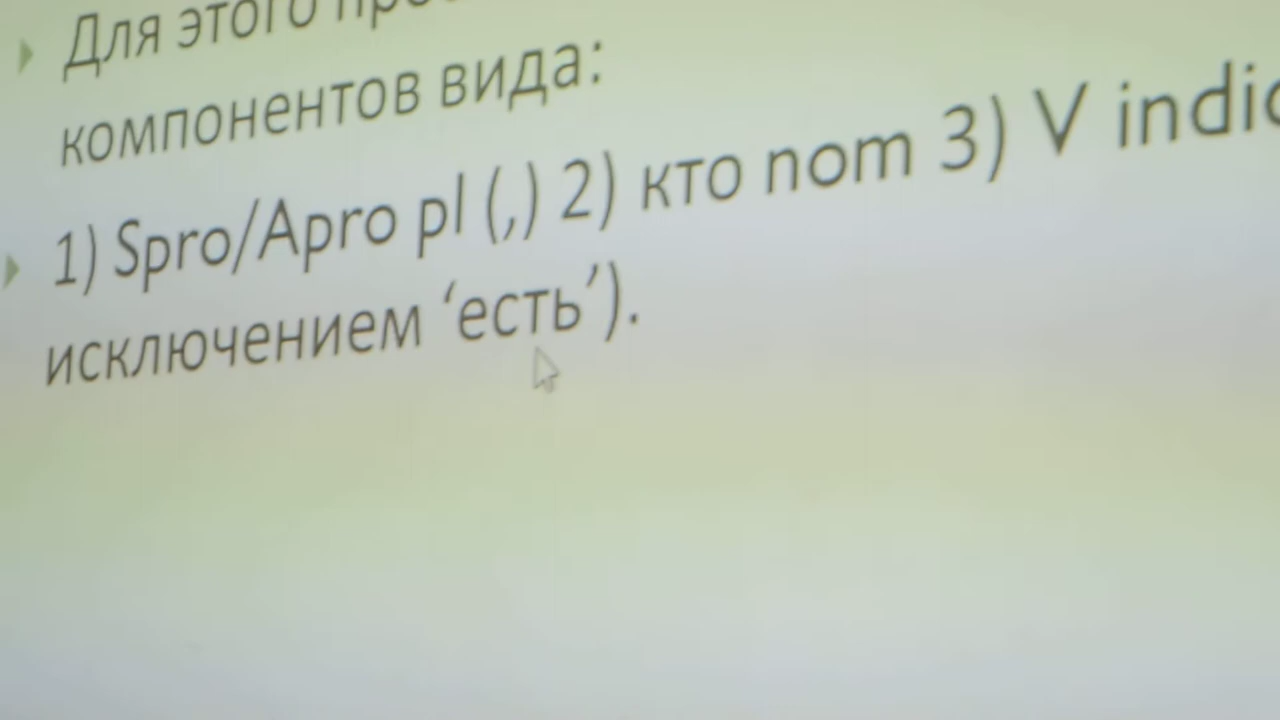 Для этого
компонентов вида:
1) Spro/Apro pl (,) 2) кто nom 3) V indic
исключением ‘есть’).